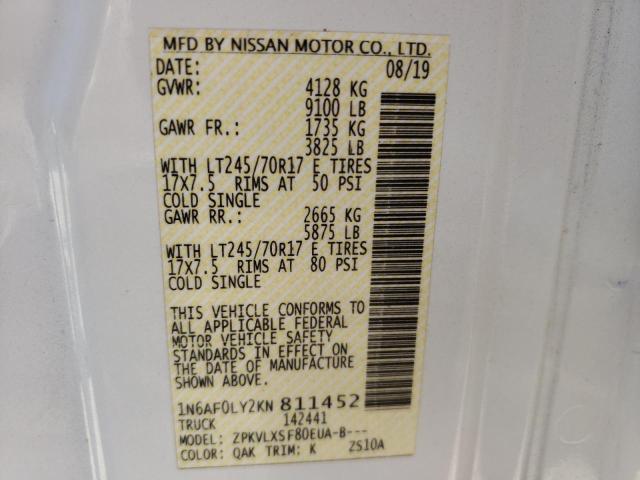 MFD BY NISSAN MOTOR CO., LTD.
DATE: 08/19
GVWR: 4128 KG
9100 LB
GAWR FR.: 1735 KG
3825 LB
WITH LT245/70R17 E TIRES
17X7.5 RIMS AT 50 PSI
COLD SINGLE
GAWR RR.: 2665 KG
5875 LB
WITH LT245/70R17 E TIRES
17X7.5 RIMS AT 80 PSI
COLD SINGLE
THIS VEHICLE CONFORMS TO
ALL APPLICABLE FEDERAL
MOTOR VEHICLE SAFETY
STANDARDS IN EFFECT ON
THE DATE OF MANUFACTURE
SHOWN ABOVE.
1N6AF0LY2KN 811452
TRUCK 142441
MODEL: ZPKVLXSF80EUA-B---
COLOR: QAK TRIM: K ZS10A